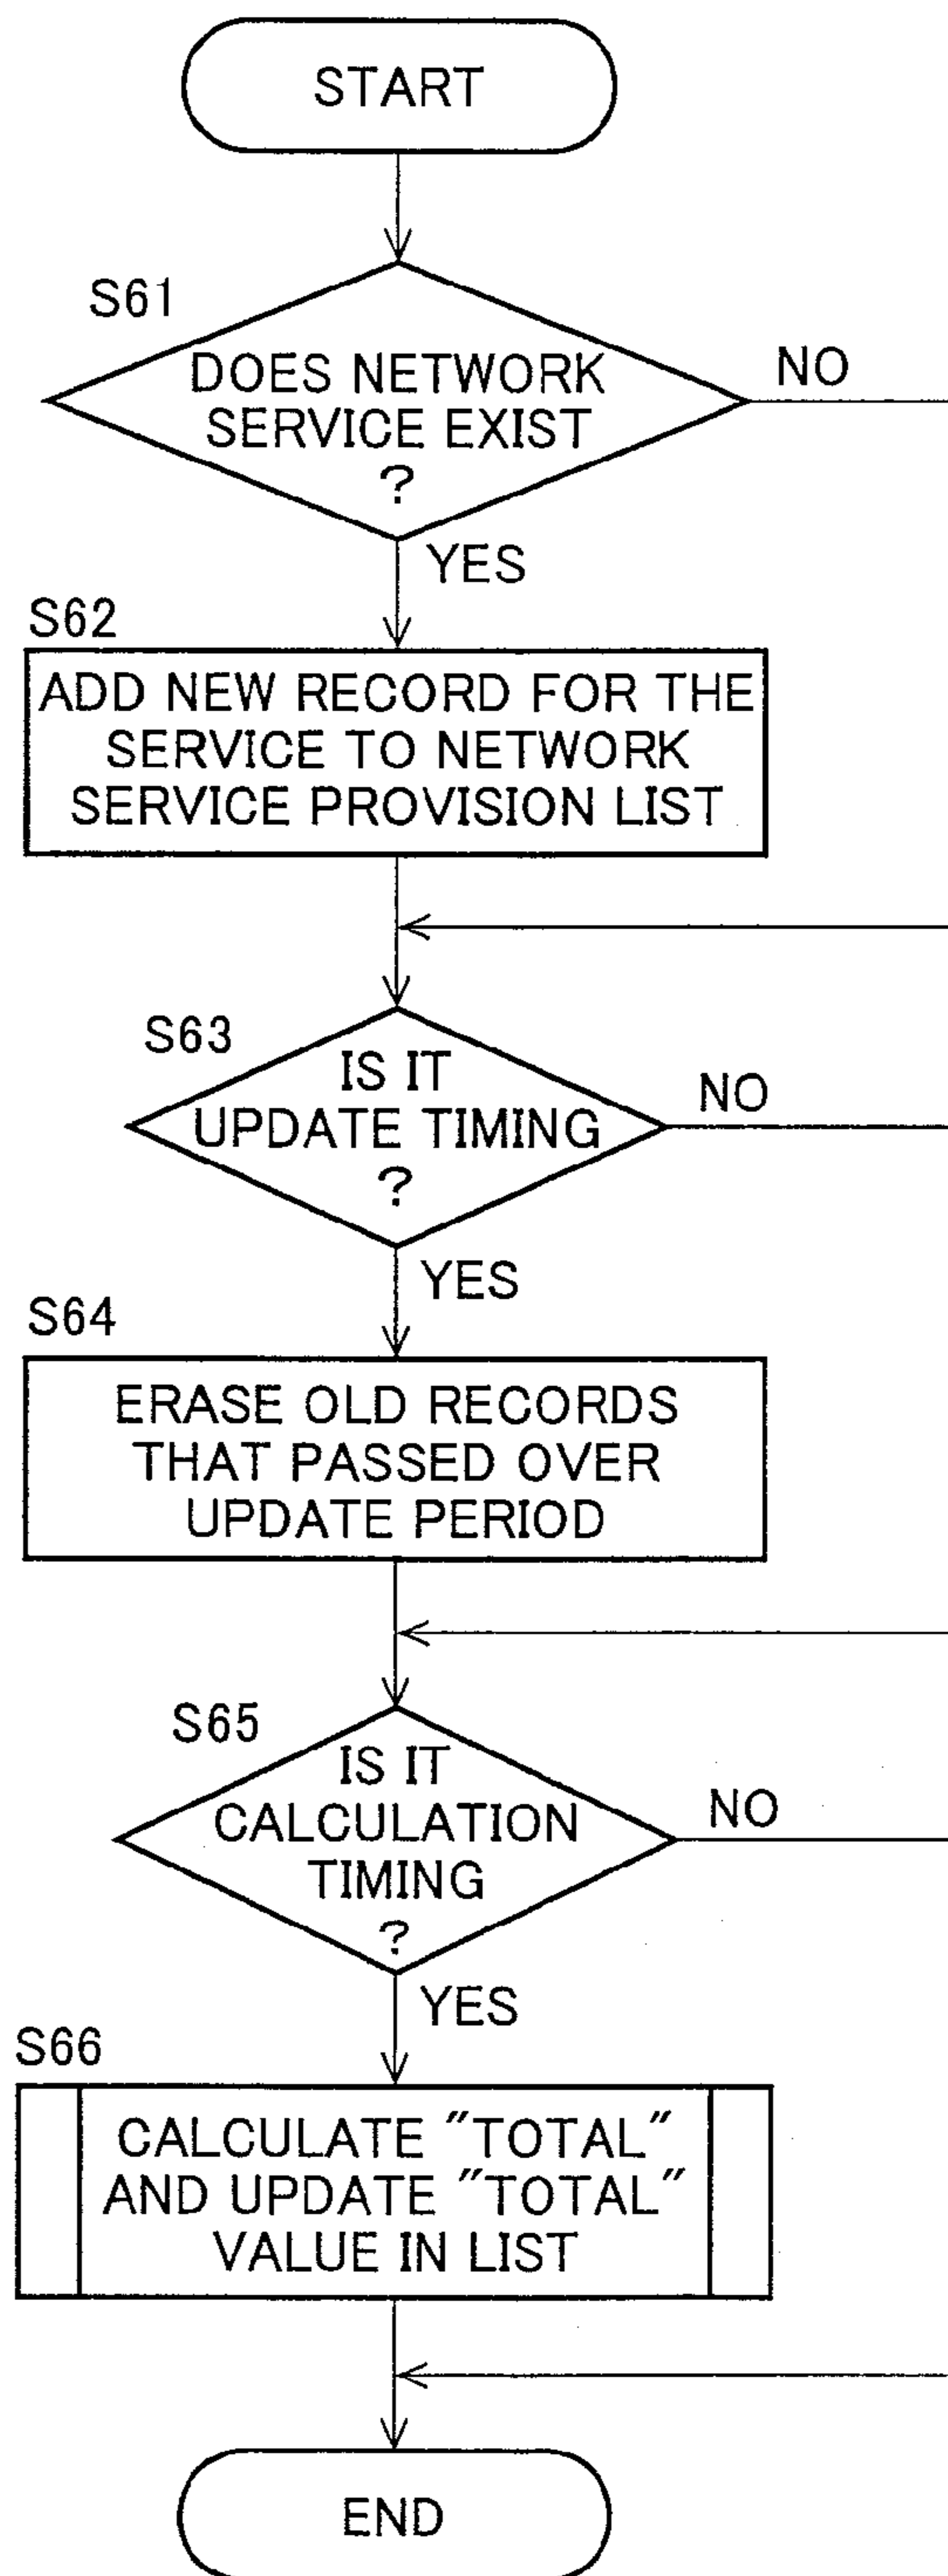 START
S61
DOES NETWORK
SERVICE EXIST
?
NO
YES
S62
ADD NEW RECORD FOR THE
SERVICE TO NETWORK
SERVICE PROVISION LIST
S63
IS IT
UPDATE TIMING
?
NO
YES
S64
ERASE OLD RECORDS
THAT PASSED OVER
UPDATE PERIOD
S65
IS IT
CALCULATION
TIMING
?
NO
YES
S66
CALCULATE "TOTAL"
AND UPDATE "TOTAL"
VALUE IN LIST
END